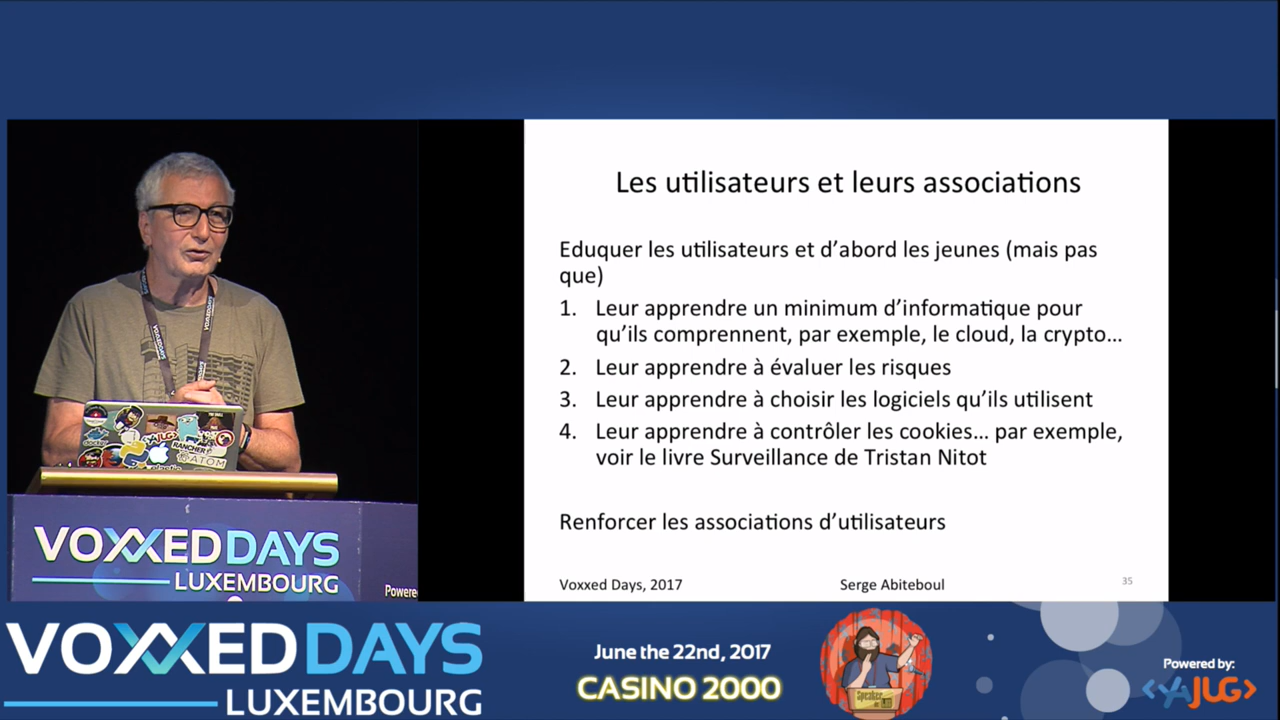 Les utilisateurs et leurs associations
Eduquer les utilisateurs et d’abord les jeunes (mais pas
que)
1. Leur apprendre un minimum d’informatique pour
qu’ils comprennent, par exemple, le cloud, la crypto…
2. Leur apprendre à évaluer les risques
3. Leur apprendre à choisir les logiciels qu’ils utilisent
4. Leur apprendre à contrôler les cookies… par exemple,
voir le livre Surveillance de Tristan Nitot
Renforcer les associations d’utilisateurs
Voxxed Days, 2017
Serge Abiteboul
35
RANCHER
ATOM
VOXXED DAYS
LUXEMBOURG
Powere
VOXXED DAYS
LUXEMBOURG
June the 22nd, 2017
CASINO 2000
Speaker
Powered by:
<YAJUG>